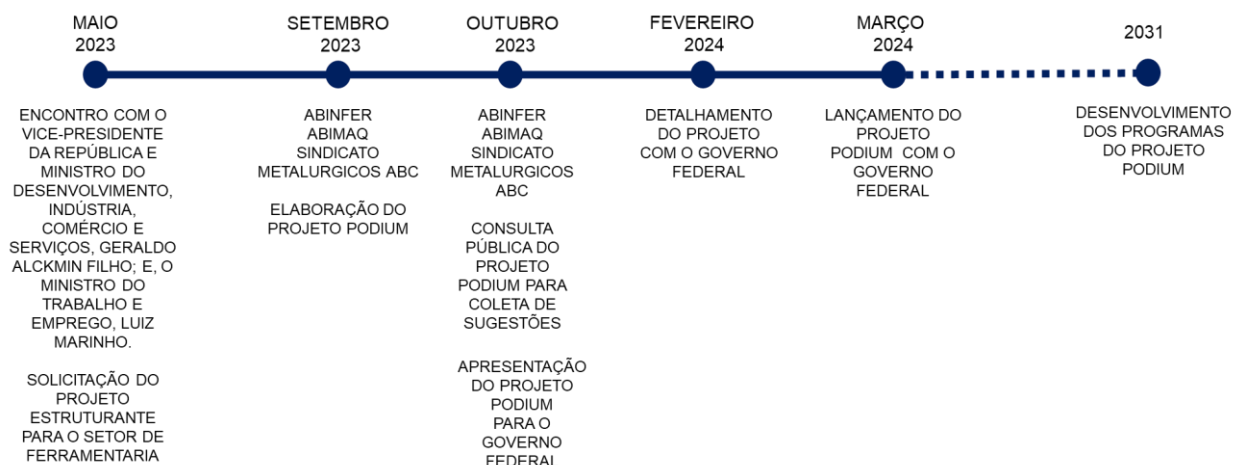 MAIO
2023
ENCONTRO COM O
VICE-PRESIDENTE
DA REPÚBLICA E
MINISTRO DO
DESENVOLVIMENTO,
INDÚSTRIA,
COMÉRCIO E
SERVIÇOS, GERALDO
ALCKMIN FILHO; E, O
MINISTRO DO
TRABALHO E
EMPREGO, LUIZ
MARINHO.
SOLICITAÇÃO DO
PROJETO
ESTRUTURANTE
PARA O SETOR DE
FERRAMENTARIA
SETEMBRO
2023
ABINFER
ABIMAQ
SINDICATO
METALURGICOS ABC
ELABORAÇÃO DO
PROJETO PODIUM
OUTUBRO
2023
ABINFER
ABIMAQ
SINDICATO
METALURGICOS
ABC
CONSULTA
PÚBLICA DO
PROJETO
PODIUM PARA
COLETA DE
SUGESTÕES
APRESENTAÇÃO
DO PROJETO
PODIUM
PARA O
GOVERNO
FEDERAL
FEVEREIRO
2024
DETALHAMENTO
DO PROJETO
COM O GOVERNO
FEDERAL
MARÇO
2024
LANÇAMENTO DO
PROJETO
PODIUM COM O
GOVERNO
FEDERAL
2031
DESENVOLVIMENTO
DOS PROGRAMAS
DO PROJETO
PODIUM